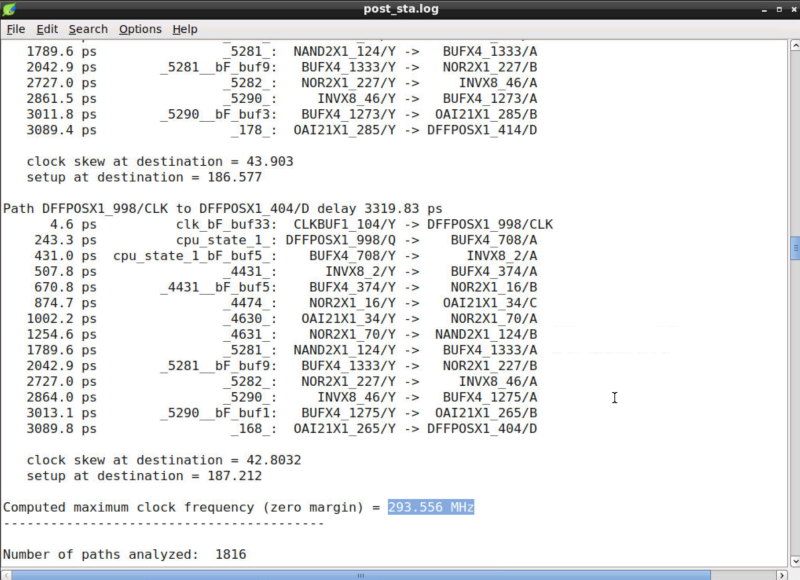 post_sta.log
File Edit Search Options Help
1789.6 ps _5281_: NAND2X1_124/Y -> BUFX4_1333/A
2042.9 ps _5281__bF_buf9: BUFX4_1333/Y -> NOR2X1_227/B
2727.0 ps _5282_: NOR2X1_227/Y -> INVX8_46/A
2861.5 ps _5290_: INVX8_46/Y -> BUFX4_1273/A
3011.8 ps _5290__bF_buf3: BUFX4_1273/Y -> OAI21X1_285/B
3089.4 ps _178_: OAI21X1_285/Y -> DFFPOSX1_414/D
clock skew at destination = 43.903
setup at destination = 186.577
Path DFFPOSX1_998/CLK to DFFPOSX1_404/D delay 3319.83 ps
4.6 ps clk_bF_buf33: CLKBUF1_104/Y -> DFFPOSX1_998/CLK
243.3 ps cpu_state_1_: DFFPOSX1_998/Q -> BUFX4_708/A
431.0 ps cpu_state_1_bF_buf5_: BUFX4_708/Y -> INVX8_2/A
507.8 ps _4431_: INVX8_2/Y -> BUFX4_374/A
670.8 ps _4431__bF_buf5: BUFX4_374/Y -> NOR2X1_16/B
874.7 ps _4474_: NOR2X1_16/Y -> OAI21X1_34/C
1002.2 ps _4630_: OAI21X1_34/Y -> NOR2X1_70/A
1254.6 ps _4631_: NOR2X1_70/Y -> NAND2X1_124/B
1789.6 ps _5281_: NAND2X1_124/Y -> BUFX4_1333/A
2042.9 ps _5281__bF_buf9: BUFX4_1333/Y -> NOR2X1_227/B
2727.0 ps _5282_: NOR2X1_227/Y -> INVX8_46/A
2864.0 ps _5290_: INVX8_46/Y -> BUFX4_1275/A
3013.1 ps _5290__bF_buf1: BUFX4_1275/Y -> OAI21X1_265/B
3089.8 ps _168_: OAI21X1_265/Y -> DFFPOSX1_404/D
clock skew at destination = 42.8032
setup at destination = 187.212
Computed maximum clock frequency (zero margin) = 293.556 MHz
-----------------------------------------
Number of paths analyzed: 1816